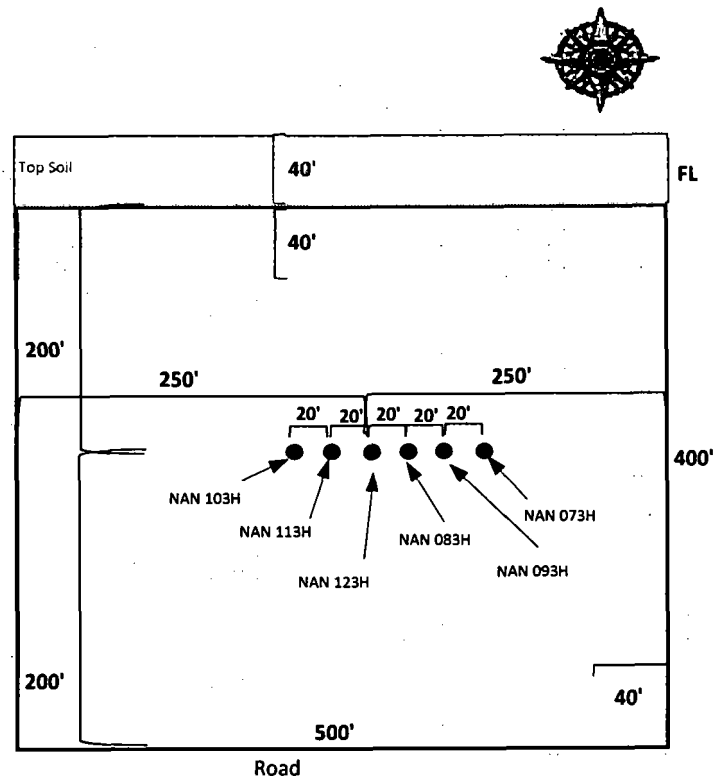 Top Soil
40'
FL
40'
200'
250'
250'
20'
20'
20'
20'
20'
400'
NAN 103H
NAN 113H
NAN 123H
NAN 083H
NAN 093H
NAN 073H
200'
40'
500'
Road